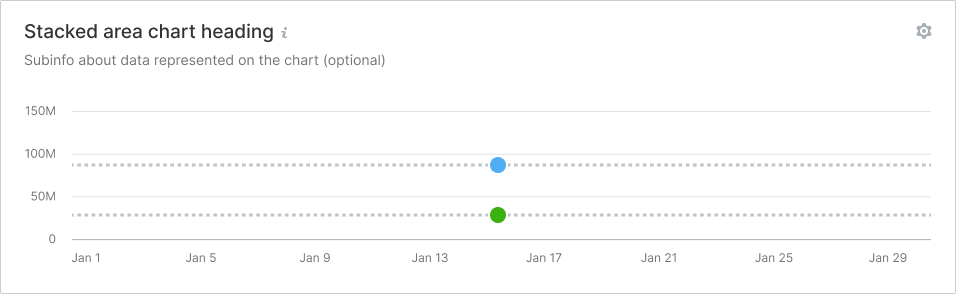 Stacked area chart heading i
Subinfo about data represented on the chart (optional)
150M
100M
50M
0
Jan 1 Jan 5 Jan 9 Jan 13 Jan 17 Jan 21 Jan 25 Jan 29